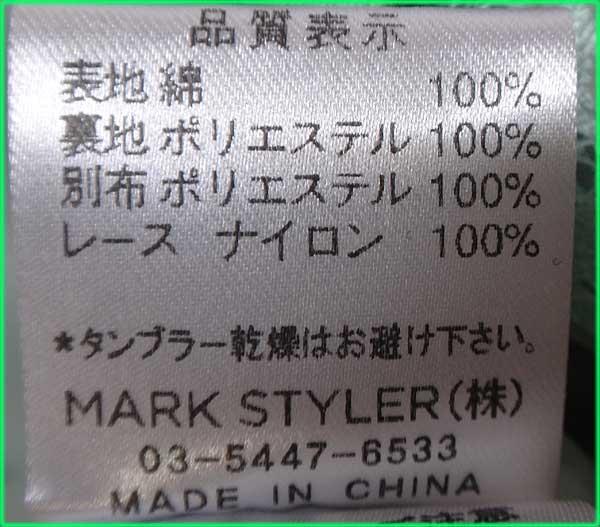 品質表示
表地 綿 100%
裏地 ポリエステル 100%
別布 ポリエステル 100%
レース ナイロン 100%
*タンブラー乾燥はお避け下さい。
MARK STYLER(株)
03-5447-6533
MADE IN CHINA